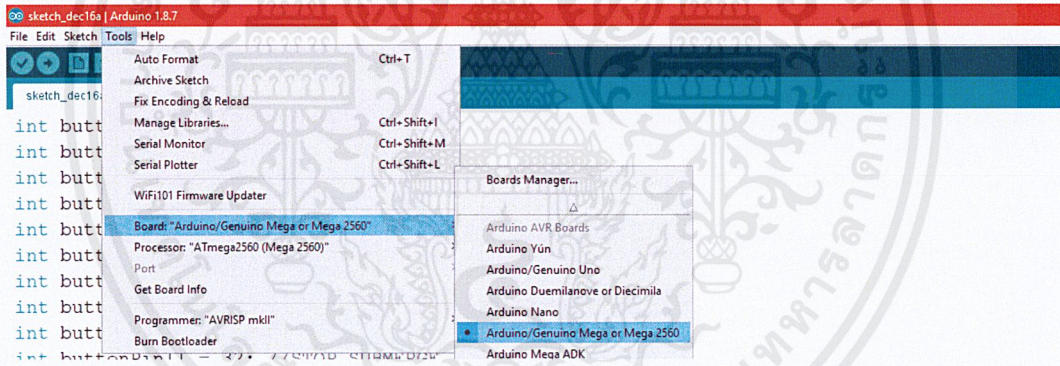 sketch_dec16a | Arduino 1.8.7
File Edit Sketch Tools Help
sketch_dec16a
Auto Format Ctrl+T
Archive Sketch
Fix Encoding & Reload
Manage Libraries... Ctrl+Shift+I
Serial Monitor Ctrl+Shift+M
Serial Plotter Ctrl+Shift+L
WiFi101 Firmware Updater
Board: "Arduino/Genuino Mega or Mega 2560"
Processor: "ATmega2560 (Mega 2560)"
Port
Get Board Info
Programmer: "AVRISP mkII"
Burn Bootloader
Boards Manager...
Arduino AVR Boards
Arduino Yún
Arduino/Genuino Uno
Arduino Duemilanove or Diecimila
Arduino Nano
Arduino/Genuino Mega or Mega 2560
Arduino Mega ADK
int butt
int butt
int butt
int butt
int butt
int butt
int butt
int butt
int butt
int buttonPin11 = 32; //STOP SUBMERGE